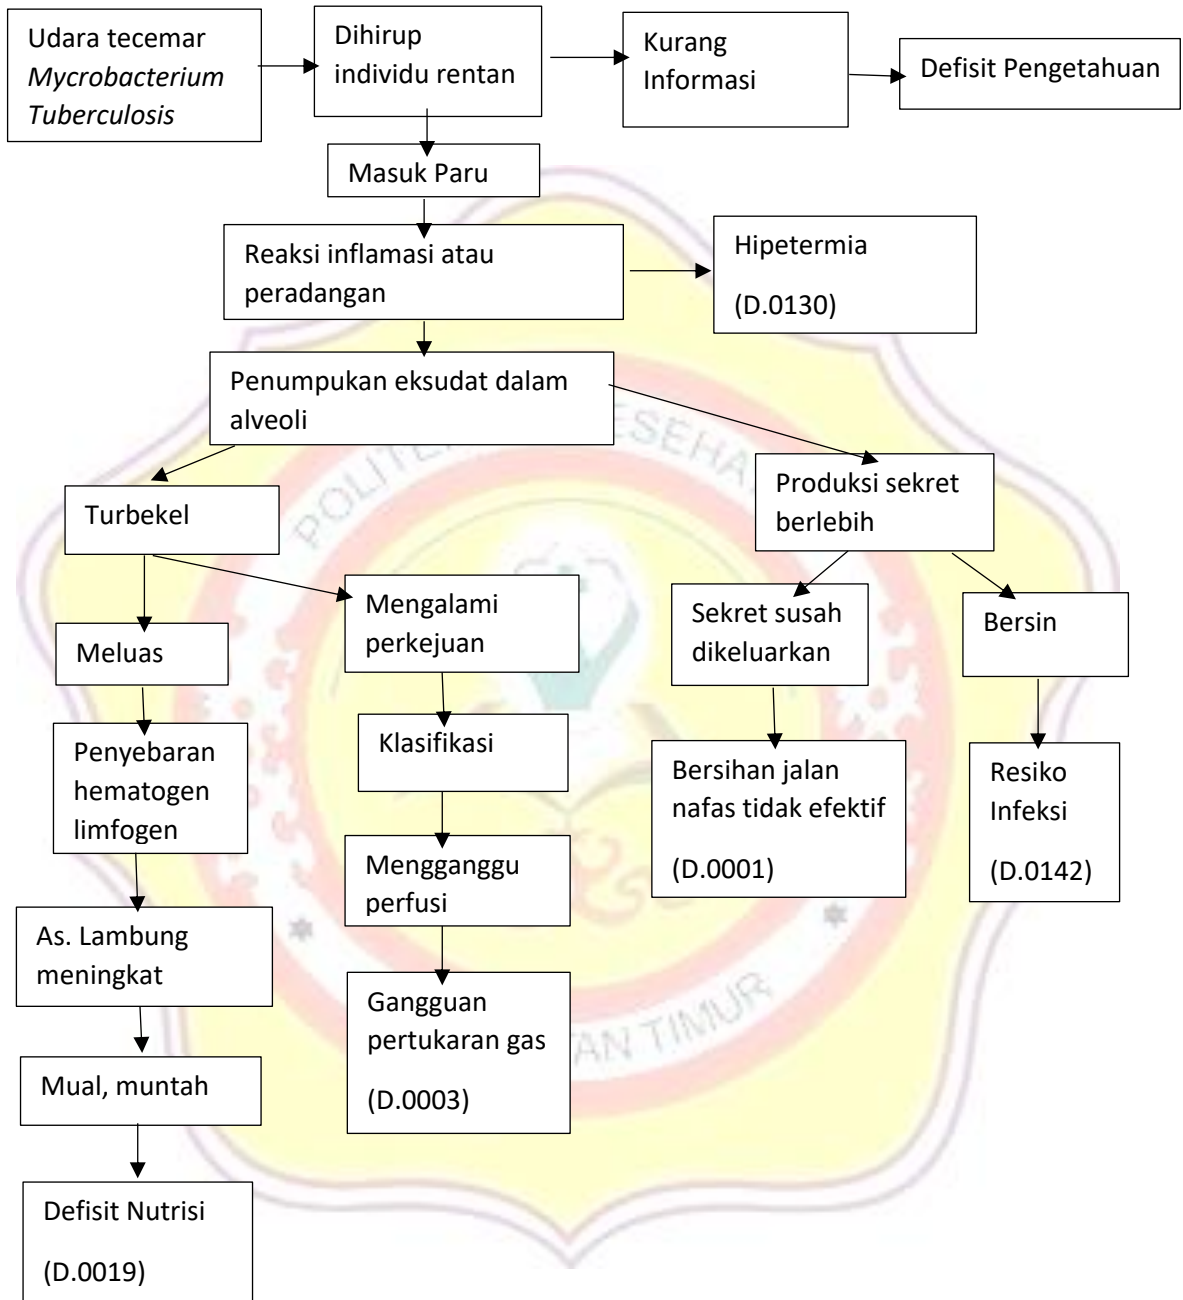 Udara tecemar
Mycrobacterium
Tuberculosis
Dihirup
individu rentan
Kurang
Informasi
Defisit Pengetahuan
Masuk Paru
Reaksi inflamasi atau
peradangan
Hipetermia
(D.0130)
Penumpukan eksudat dalam
alveoli
Turbekel
Produksi sekret
berlebih
Meluas
Mengalami
perkejuan
Sekret susah
dikeluarkan
Bersin
Penyebaran
hematogen
limfogen
Klasifikasi
Bersihan jalan
nafas tidak efektif
(D.0001)
Resiko
Infeksi
(D.0142)
Mengganggu
perfusi
As. Lambung
meningkat
Gangguan
pertukaran gas
(D.0003)
Mual, muntah
Defisit Nutrisi
(D.0019)
TIMUR